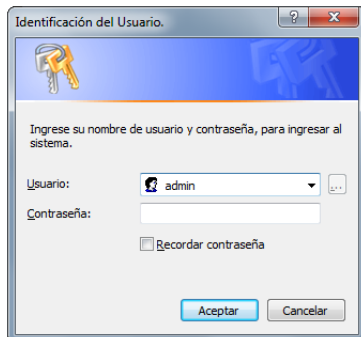 Identificación del Usuario.
Ingrese su nombre de usuario y contraseña, para ingresar al
sistema.
Usuario: admin ...
Contraseña:
Recordar contraseña
Aceptar Cancelar